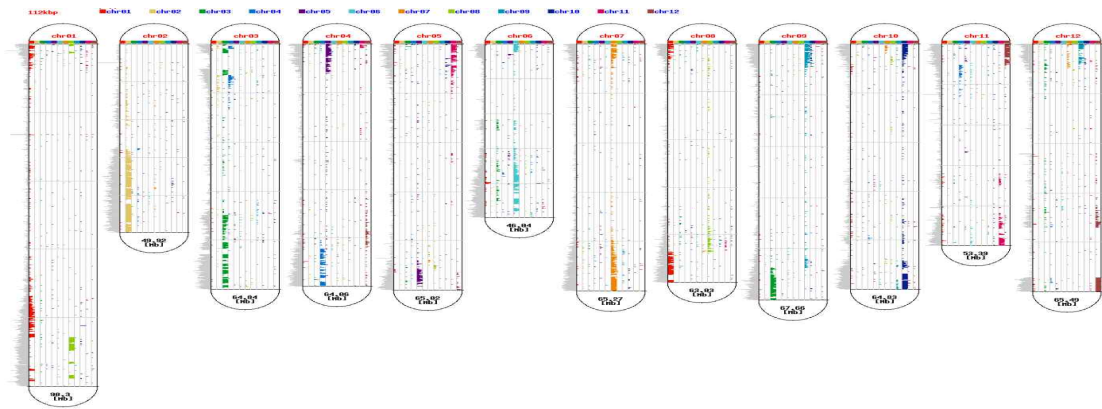 112kbp chr01 chr02 chr03 chr04 chr05 chr06 chr07 chr08 chr09 chr10 chr11 chr12
chr01 chr02 chr03 chr04 chr05 chr06 chr07 chr08 chr09 chr10 chr11 chr12
46.04
[Mb]
49.92
[Mb]
53.39
[Mb]
63.03
[Mb]
64.06
[Mb]
64.84
[Mb]
65.02
[Mb]
65.27
[Mb]
64.83
[Mb]
65.49
[Mb]
67.66
[Mb]
90.3
[Mb]